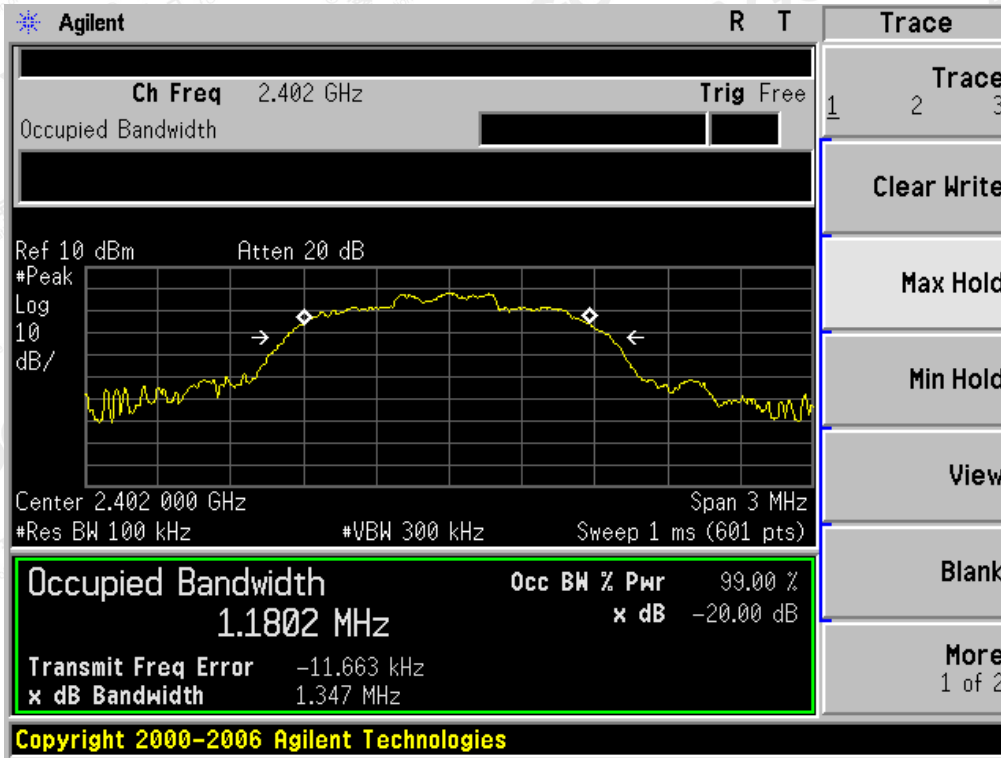 Agilent R T
Trace
Ch Freq 2.402 GHz Trig Free
Occupied Bandwidth
Trace
1 2 3
Clear Write
Max Hold
Min Hold
View
Blank
More
1 of 2
Ref 10 dBm Atten 20 dB
#Peak
Log
10
dB/
Center 2.402 000 GHz Span 3 MHz
#Res BW 100 kHz #VBW 300 kHz Sweep 1 ms (601 pts)
Occupied Bandwidth Occ BW % Pwr 99.00 %
1.1802 MHz x dB -20.00 dB
Transmit Freq Error -11.663 kHz
x dB Bandwidth 1.347 MHz
Copyright 2000-2006 Agilent Technologies